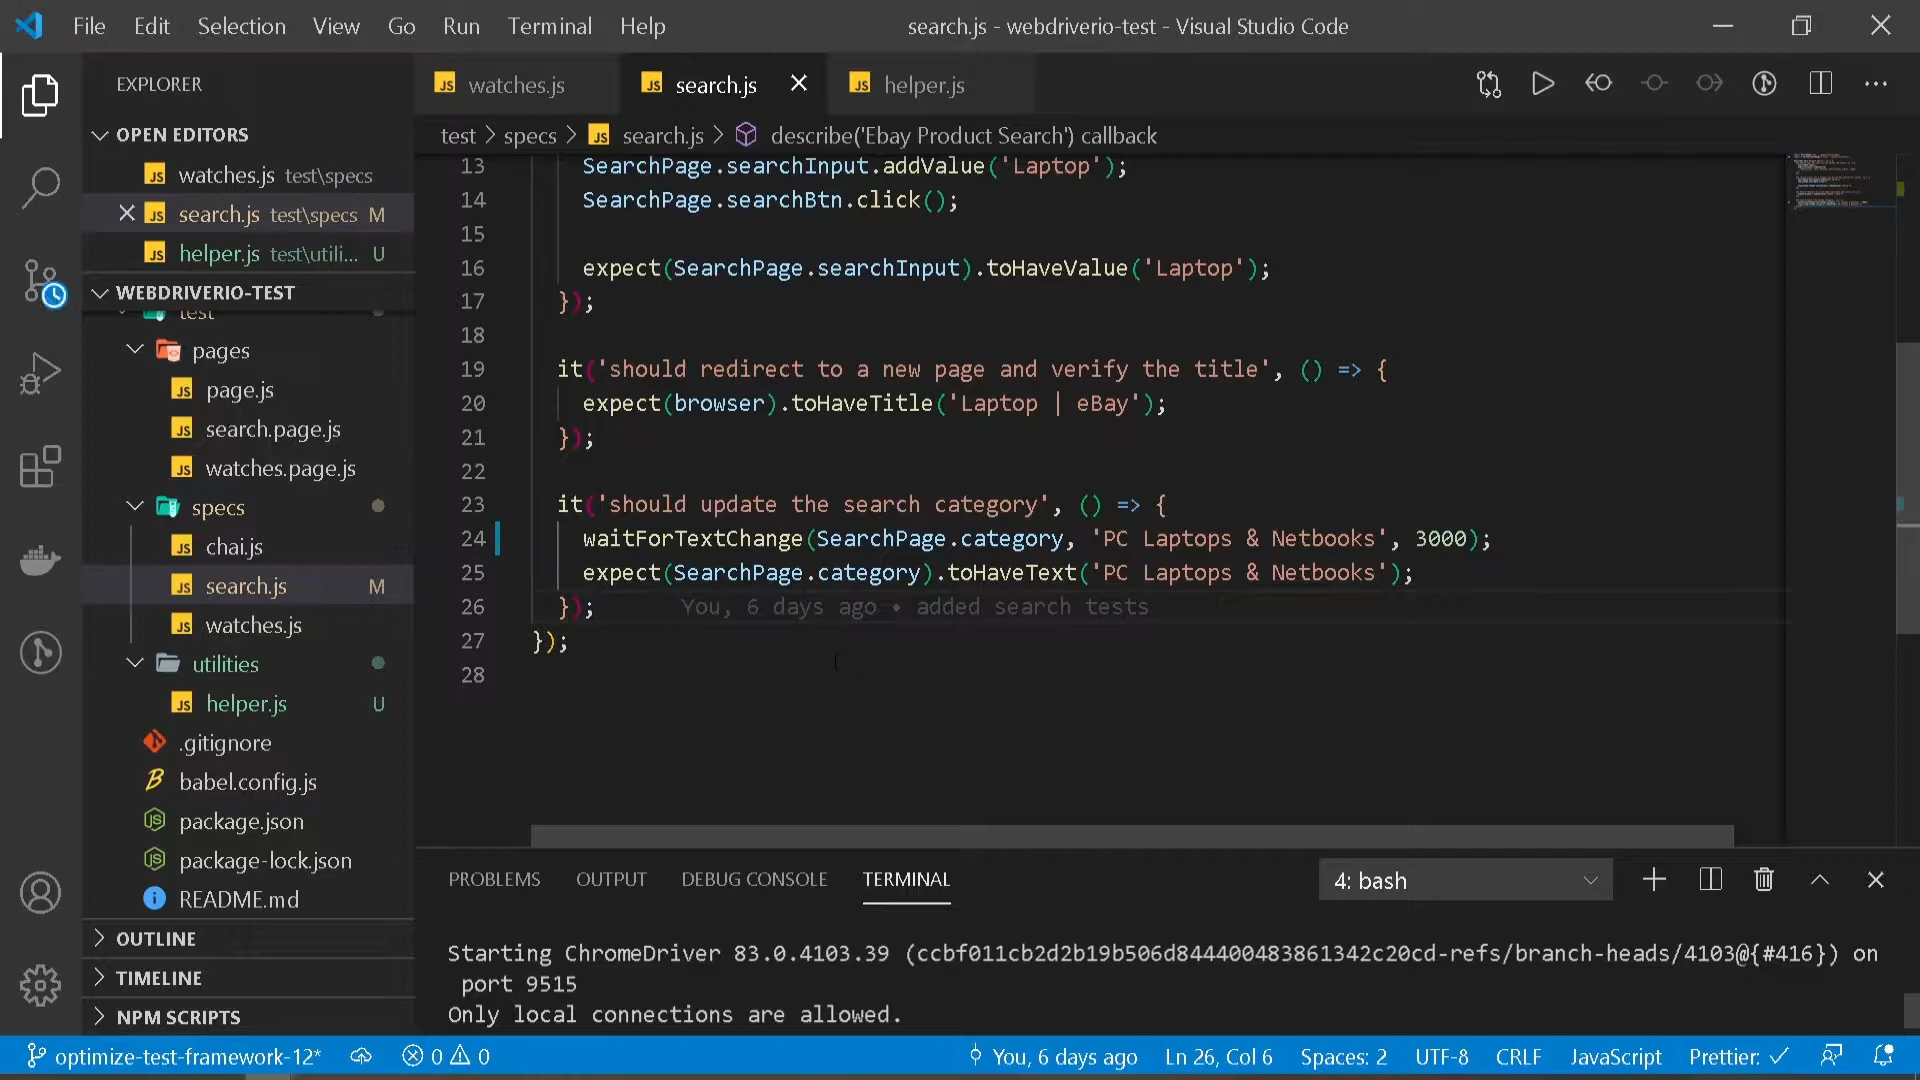 File Edit Selection View Go Run Terminal Help
search.js - webdriverio-test - Visual Studio Code
EXPLORER
OPEN EDITORS
watches.js test\specs
search.js test\specs M
helper.js test\utili... U
WEBDRIVERIO-TEST
test
pages
page.js
search.page.js
watches.page.js
specs
chai.js
search.js M
watches.js
utilities
helper.js U
.gitignore
babel.config.js
package.json
package-lock.json
README.md
OUTLINE
TIMELINE
NPM SCRIPTS
watches.js search.js helper.js
test > specs > search.js > describe('Ebay Product Search') callback
13 SearchPage.searchInput.addValue('Laptop');
14 SearchPage.searchBtn.click();
15
16 expect(SearchPage.searchInput).toHaveValue('Laptop');
17 });
18
19 it('should redirect to a new page and verify the title', () => {
20 expect(browser).toHaveTitle('Laptop | eBay');
21 });
22
23 it('should update the search category', () => {
24 waitForTextChange(SearchPage.category, 'PC Laptops & Netbooks', 3000);
25 expect(SearchPage.category).toHaveText('PC Laptops & Netbooks');
26 }); You, 6 days ago • added search tests
27 });
28
PROBLEMS OUTPUT DEBUG CONSOLE TERMINAL 4: bash
Starting ChromeDriver 83.0.4103.39 (ccbf011cb2d2b19b506d844400483861342c20cd-refs/branch-heads/4103@{#416}) on
port 9515
Only local connections are allowed.
optimize-test-framework-12* 0 0 You, 6 days ago Ln 26, Col 6 Spaces: 2 UTF-8 CRLF JavaScript Prettier: ✓